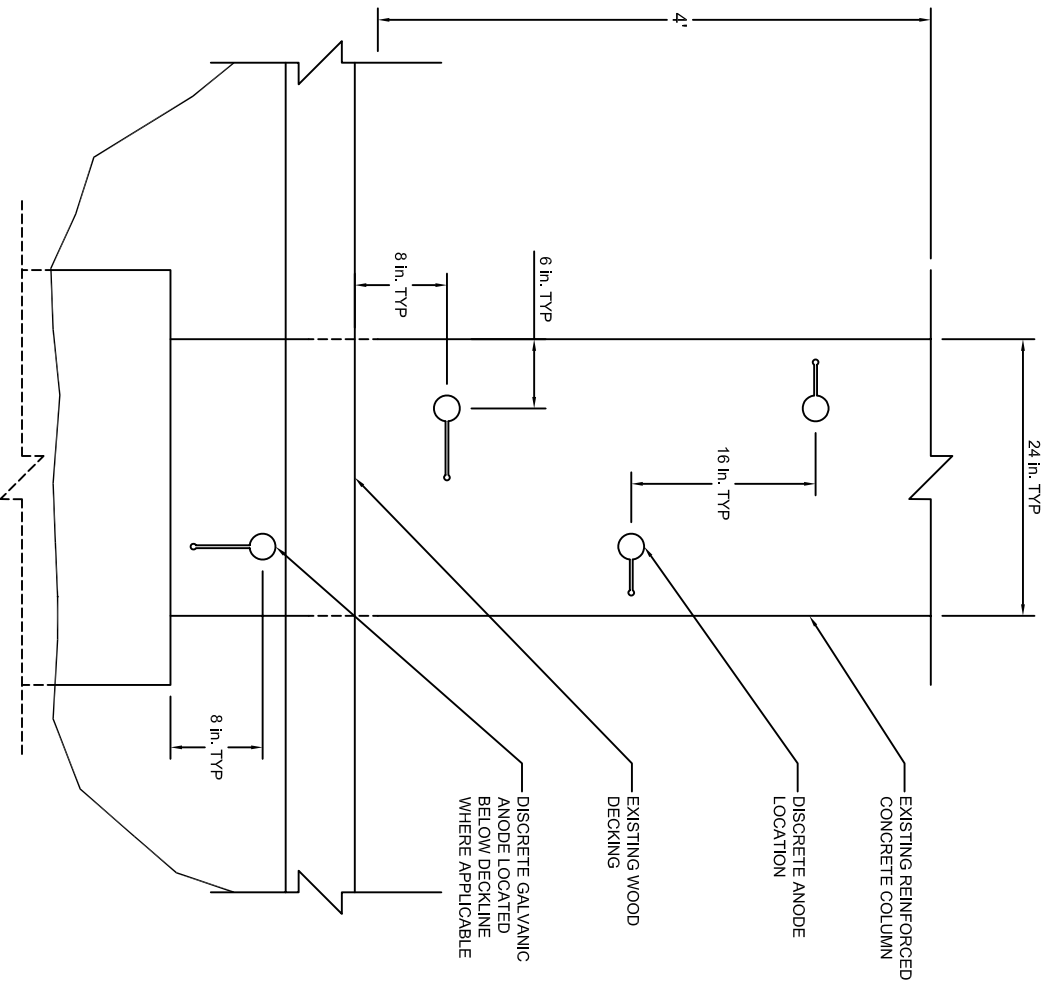 4'
8 in. TYP
6 in. TYP
16 in. TYP
24 in. TYP
8 in. TYP
EXISTING REINFORCED
CONCRETE COLUMN
DISCRETE ANODE
LOCATION
EXISTING WOOD
DECKING
DISCRETE GALVANIC
ANODE LOCATED
BELOW DECKLINE
WHERE APPLICABLE